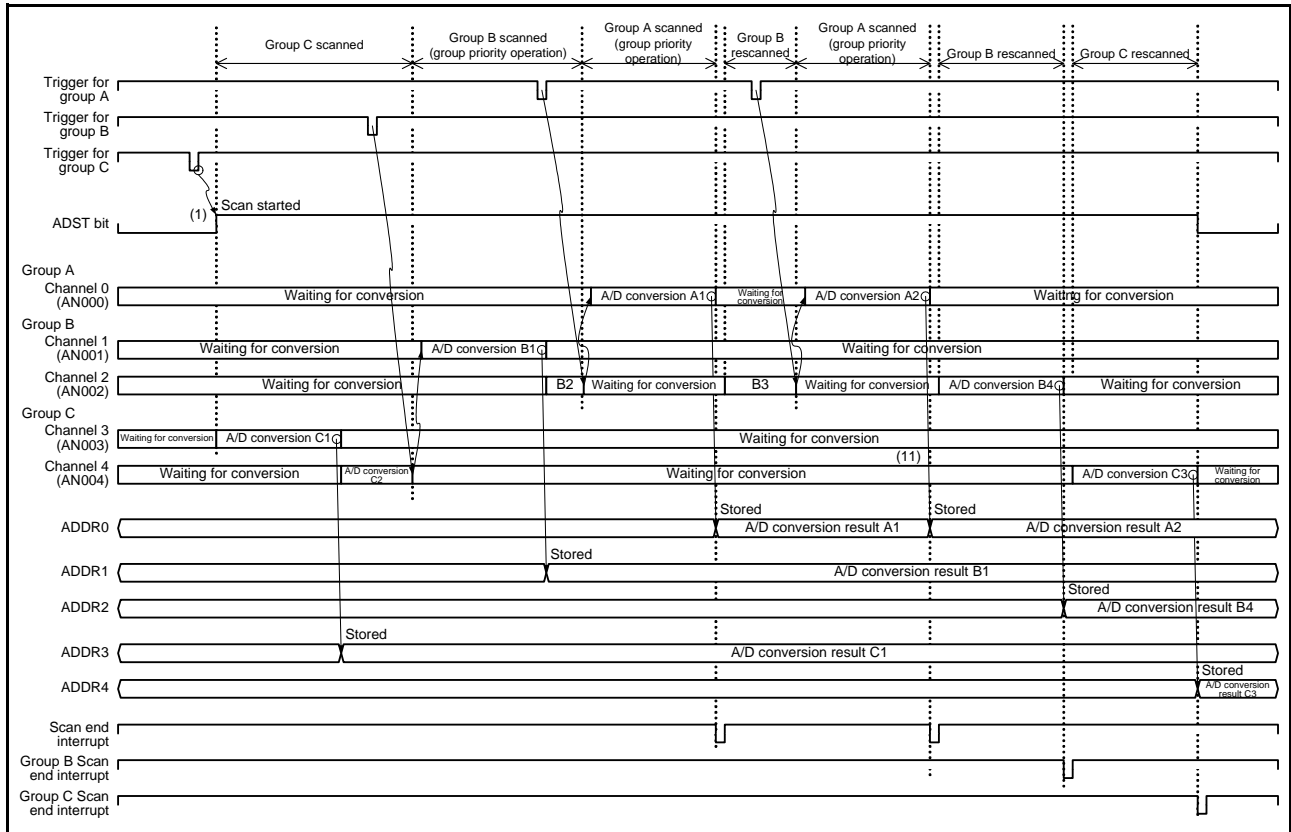 Group C scanned
Group B scanned
(group priority operation)
Group A scanned
(group priority
operation)
Group B
rescanned
Group A scanned
(group priority
operation)
Group B rescanned
Group C rescanned
Trigger for
group A
Trigger for
group B
Trigger for
group C
ADST bit
(1)
Scan started
Group A
Channel 0
(AN000)
Waiting for conversion
A/D conversion A1
Waiting for
conversion
A/D conversion A2
Waiting for conversion
Group B
Channel 1
(AN001)
Waiting for conversion
A/D conversion B1
Waiting for conversion
Channel 2
(AN002)
Waiting for conversion
B2
Waiting for conversion
B3
Waiting for conversion
A/D conversion B4
Waiting for conversion
Group C
Channel 3
(AN003)
Waiting for conversion
A/D conversion C1
Waiting for conversion
(11)
Channel 4
(AN004)
Waiting for conversion
A/D conversion
C2
Waiting for conversion
A/D conversion C3
Waiting for
conversion
ADDR0
Stored
A/D conversion result A1
Stored
A/D conversion result A2
ADDR1
Stored
A/D conversion result B1
ADDR2
Stored
A/D conversion result B4
ADDR3
Stored
A/D conversion result C1
ADDR4
Stored
A/D conversion
result C3
Scan end
interrupt
Group B Scan
end interrupt
Group C Scan
end interrupt